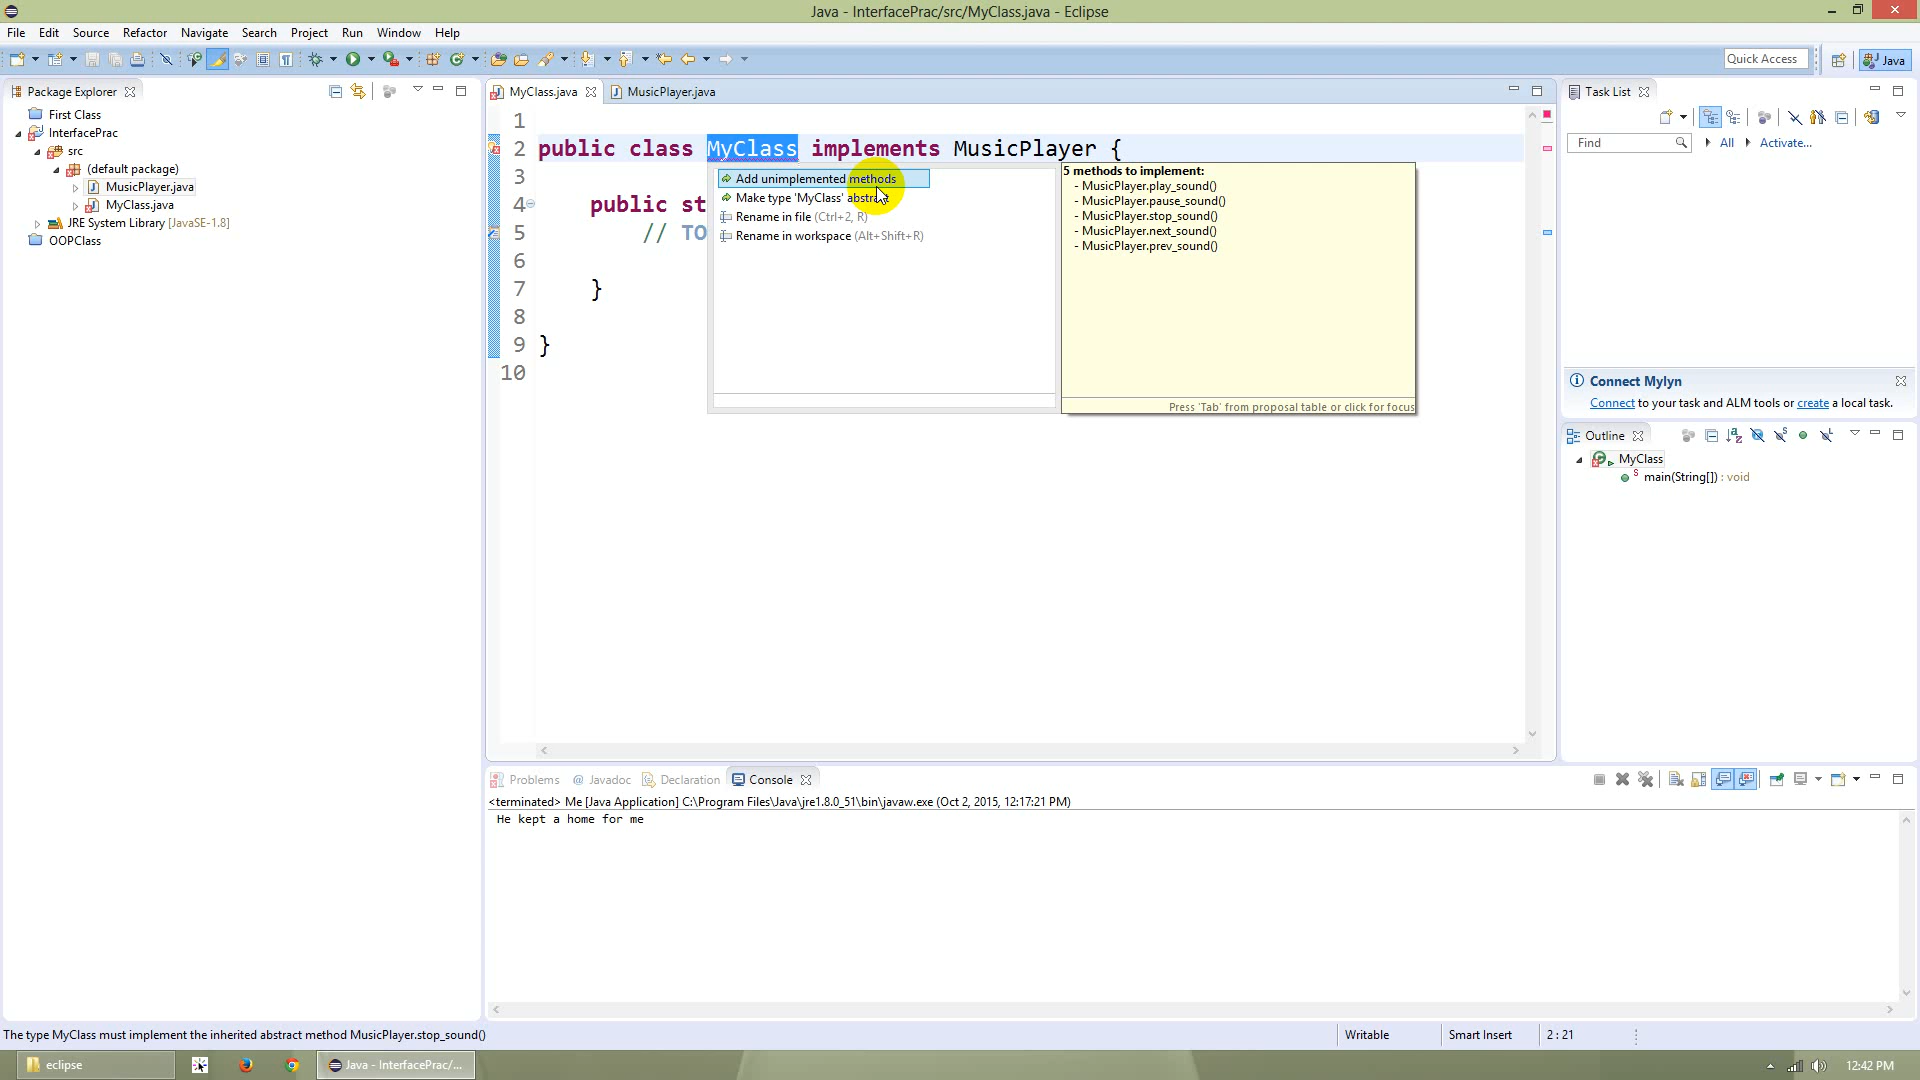 Java - InterfacePrac/src/MyClass.java - Eclipse
File Edit Source Refactor Navigate Search Project Run Window Help
Quick Access
Java
Package Explorer
First Class
InterfacePrac
src
(default package)
MusicPlayer.java
MyClass.java
JRE System Library [JavaSE-1.8]
OOPClass
MyClass.java
MusicPlayer.java
1
2 public class MyClass implements MusicPlayer {
3
4 public st
5 // TO
6
7 }
8
9 }
10
Add unimplemented methods
Make type 'MyClass' abstract
Rename in file (Ctrl+2, R)
Rename in workspace (Alt+Shift+R)
5 methods to implement:
- MusicPlayer.play_sound()
- MusicPlayer.pause_sound()
- MusicPlayer.stop_sound()
- MusicPlayer.next_sound()
- MusicPlayer.prev_sound()
Press 'Tab' from proposal table or click for focus
Task List
Find
All
Activate...
Connect Mylyn
Connect to your task and ALM tools or create a local task.
Outline
MyClass
main(String[]) : void
Problems @ Javadoc Declaration Console
<terminated> Me [Java Application] C:\Program Files\Java\jre1.8.0_51\bin\javaw.exe (Oct 2, 2015, 12:17:21 PM)
He kept a home for me
The type MyClass must implement the inherited abstract method MusicPlayer.stop_sound()
Writable
Smart Insert
2 : 21
eclipse
Java - InterfacePrac/...
12:42 PM